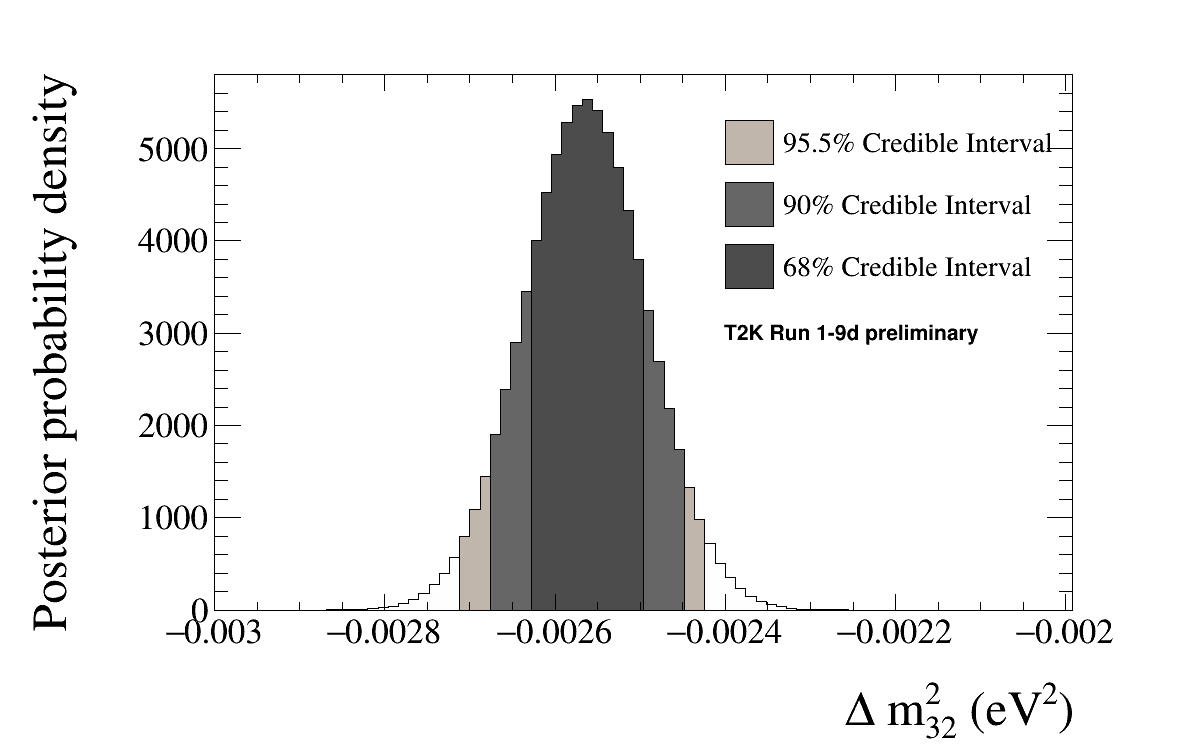 Posterior probability density
5000
4000
3000
2000
1000
0
95.5% Credible Interval
90% Credible Interval
68% Credible Interval
T2K Run 1-9d preliminary
−0.003 −0.0028 −0.0026 −0.0024 −0.0022 −0.002
Δ m²₃₂ (eV²)